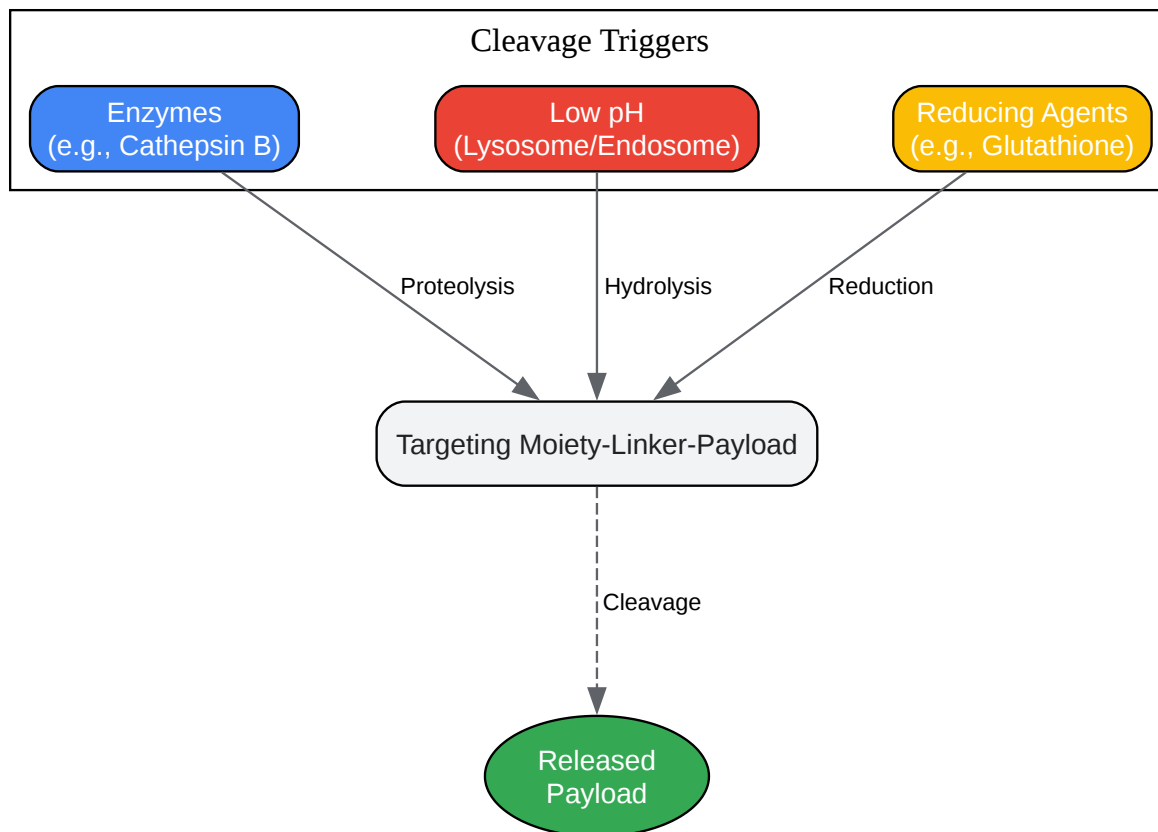 Cleavage Triggers
Enzymes
(e.g., Cathepsin B)
Low pH
(Lysosome/Endosome)
Reducing Agents
(e.g., Glutathione)
Proteolysis
Hydrolysis
Reduction
Targeting Moiety-Linker-Payload
Cleavage
Released
Payload